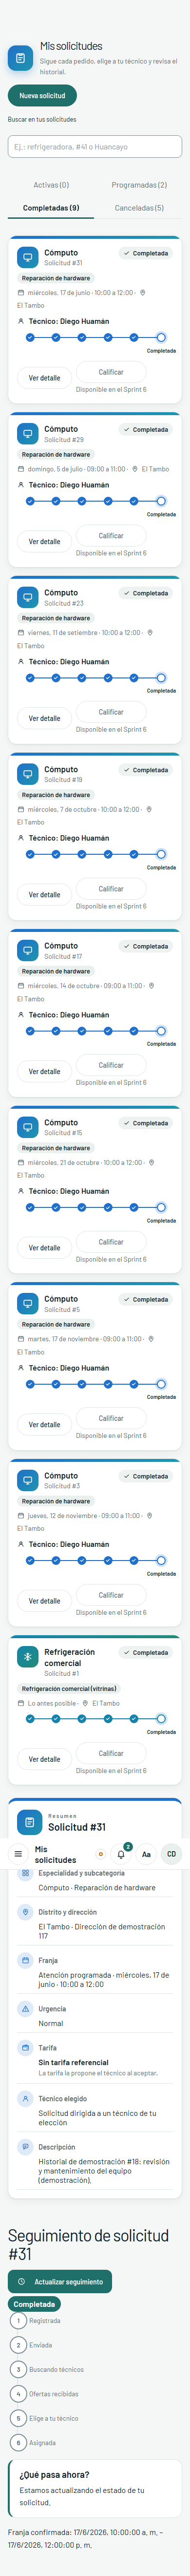 Mis solicitudes
Sigue cada pedido, elige a tu técnico y revisa el
historial.
Nueva solicitud
Buscar en tus solicitudes
Ej.: refrigeradora, #41 o Huancayo
Activas (0)
Programadas (2)
Completadas (9)
Canceladas (5)
Cómputo
Completada
Solicitud #31
Reparación de hardware
miércoles, 17 de junio · 10:00 a 12:00 ·
El Tambo
Técnico: Diego Huamán
Completada
Ver detalle
Calificar
Disponible en el Sprint 6
Cómputo
Completada
Solicitud #29
Reparación de hardware
domingo, 5 de julio · 09:00 a 11:00 · El Tambo
Técnico: Diego Huamán
Completada
Ver detalle
Calificar
Disponible en el Sprint 6
Cómputo
Completada
Solicitud #23
Reparación de hardware
viernes, 11 de setiembre · 10:00 a 12:00 ·
El Tambo
Técnico: Diego Huamán
Completada
Ver detalle
Calificar
Disponible en el Sprint 6
Cómputo
Completada
Solicitud #19
Reparación de hardware
miércoles, 7 de octubre · 10:00 a 12:00 ·
El Tambo
Técnico: Diego Huamán
Completada
Ver detalle
Calificar
Disponible en el Sprint 6
Cómputo
Completada
Solicitud #17
Reparación de hardware
miércoles, 14 de octubre · 09:00 a 11:00 ·
El Tambo
Técnico: Diego Huamán
Completada
Ver detalle
Calificar
Disponible en el Sprint 6
Cómputo
Completada
Solicitud #15
Reparación de hardware
miércoles, 21 de octubre · 10:00 a 12:00 ·
El Tambo
Técnico: Diego Huamán
Completada
Ver detalle
Calificar
Disponible en el Sprint 6
Cómputo
Completada
Solicitud #5
Reparación de hardware
martes, 17 de noviembre · 09:00 a 11:00 ·
El Tambo
Técnico: Diego Huamán
Completada
Ver detalle
Calificar
Disponible en el Sprint 6
Cómputo
Completada
Solicitud #3
Reparación de hardware
jueves, 12 de noviembre · 08:00 a 11:00 ·
El Tambo
Técnico: Diego Huamán
Completada
Ver detalle
Calificar
Disponible en el Sprint 6
Refrigeración
comercial
Completada
Solicitud #1
Refrigeración comercial (vitrinas)
Lo antes posible · El Tambo
Técnico: Diego Huamán
Completada
Ver detalle
Calificar
Disponible en el Sprint 6
Resumen
Solicitud #31
Mis
solicitudes
2
Aa
CD
Especialidad y subcategoría
Cómputo · Reparación de hardware
Distrito y dirección
El Tambo · Dirección de demostración
117
Franja
Atención programada · miércoles, 17 de
junio · 10:00 a 12:00
Urgencia
Normal
Tarifa
Sin tarifa referencial
La tarifa la propone el técnico al aceptar.
Técnico elegido
Solicitud dirigida a un técnico de tu
elección
Descripción
Historial de demostración #18: revisión
y mantenimiento del equipo
(demostración).
Seguimiento de solicitud
#31
Actualizar seguimiento
Completada
1 Registrada
2 Enviada
3 Buscando técnicos
4 Ofertas recibidas
5 Elige a tu técnico
6 Asignada
¿Qué pasa ahora?
Estamos actualizando el estado de tu
solicitud.
Franja confirmada: 17/6/2026, 10:00:00 a. m. –
17/6/2026, 12:00:00 p. m.